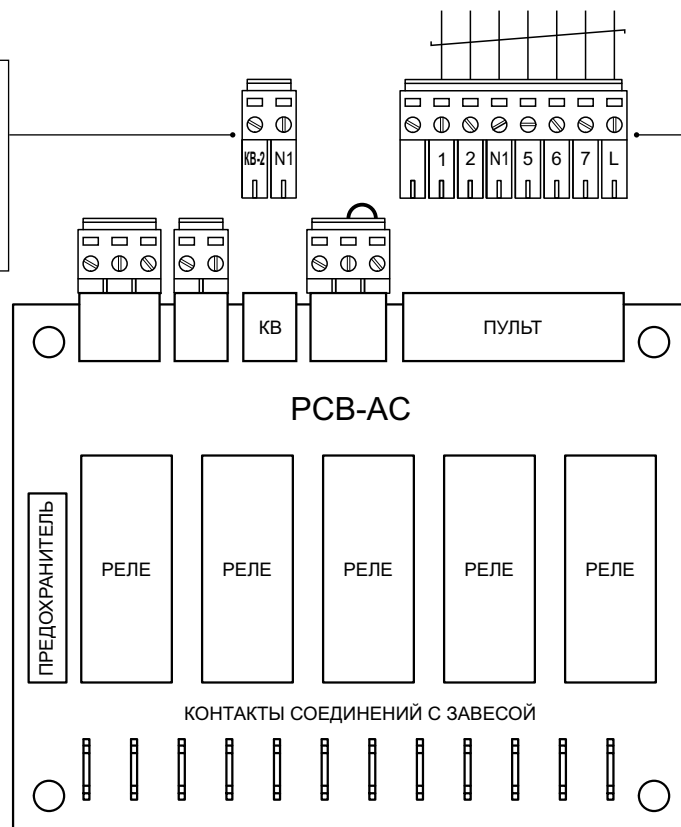 КВ-2 N1
1 2 N1 5 6 7 L
КВ ПУЛЬТ
PCB-AC
ПРЕДОХРАНИТЕЛЬ
РЕЛЕ РЕЛЕ РЕЛЕ РЕЛЕ РЕЛЕ
КОНТАКТЫ СОЕДИНЕНИЙ С ЗАВЕСОЙ